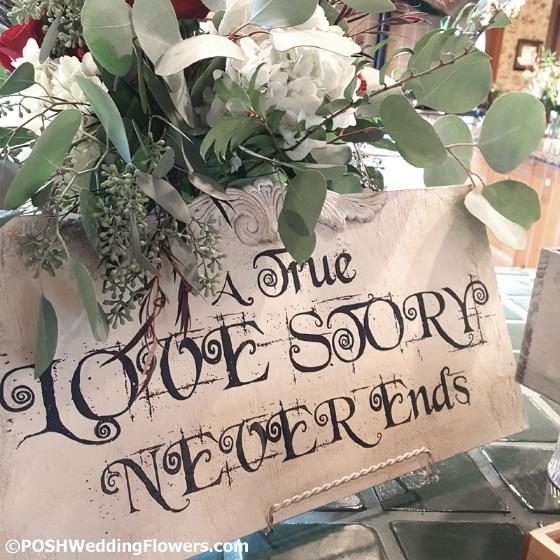 A True
LOVE STORY
NEVER Ends
©POSHWeddingFlowers.com